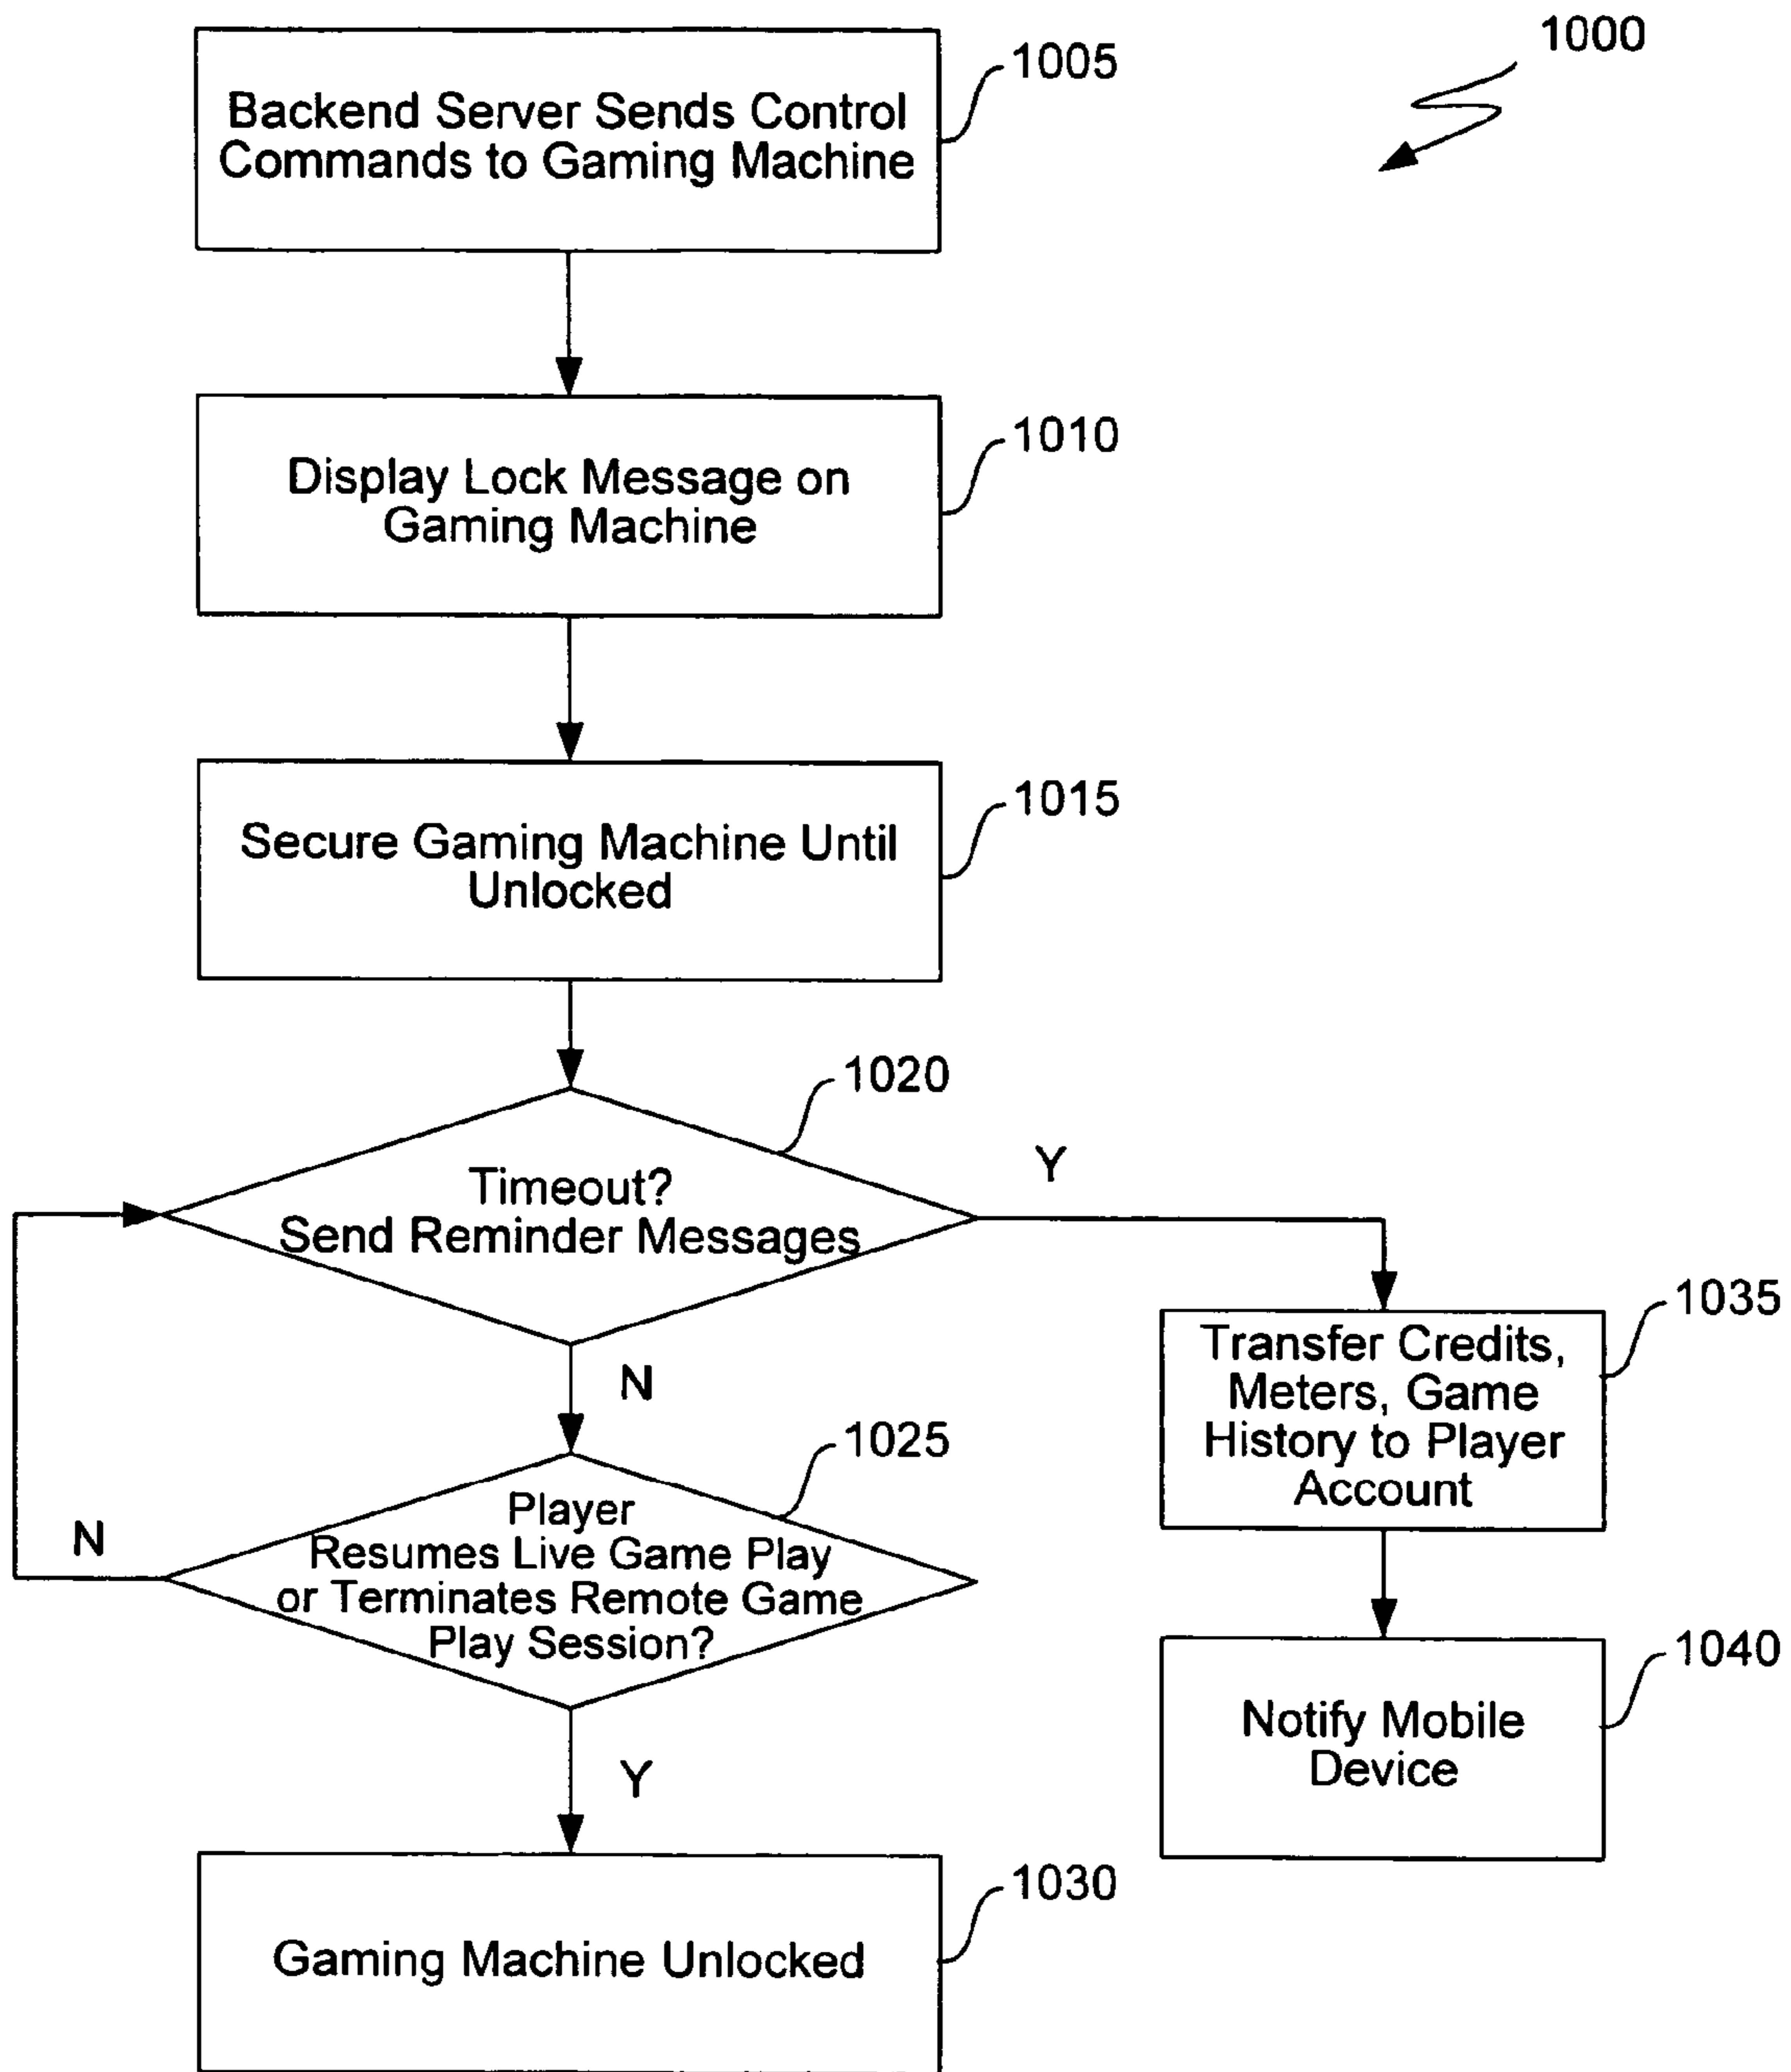 1000
Backend Server Sends Control
Commands to Gaming Machine
1005
Display Lock Message on
Gaming Machine
1010
Secure Gaming Machine Until
Unlocked
1015
Timeout?
Send Reminder Messages
1020
Y
N
Transfer Credits,
Meters, Game
History to Player
Account
1035
Player
Resumes Live Game Play
or Terminates Remote Game
Play Session?
1025
N
Y
Notify Mobile
Device
1040
Gaming Machine Unlocked
1030